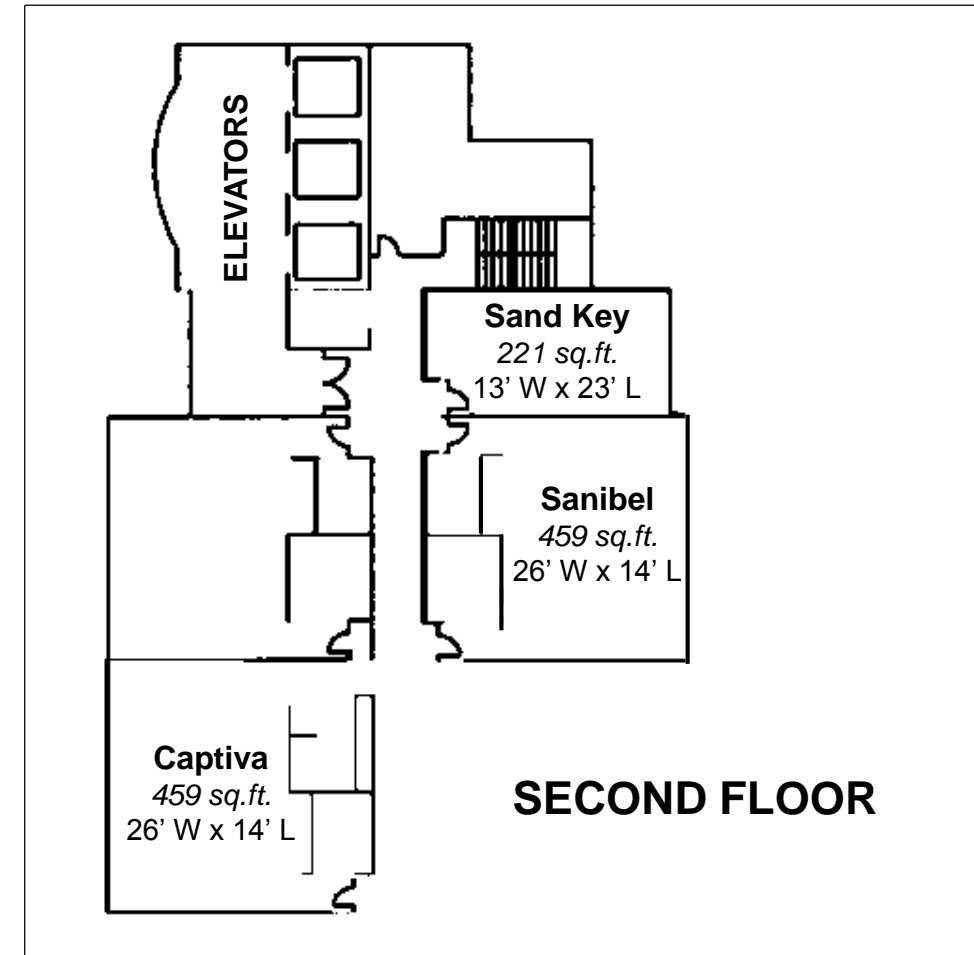 ELEVATORS
Sand Key
221 sq.ft.
13’ W x 23’ L
Sanibel
459 sq.ft.
26’ W x 14’ L
Captiva
459 sq.ft.
26’ W x 14’ L
SECOND FLOOR